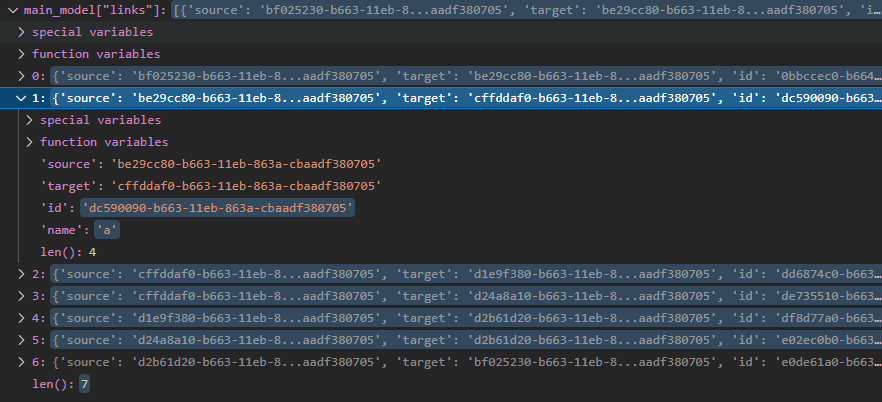 main_model["links"]: [{'source': 'bf025230-b663-11eb-8...aadf380705', 'target': 'be29cc80-b663-11eb-8...aadf380705', 'i...
special variables
function variables
0: {'source': 'bf025230-b663-11eb-8...aadf380705', 'target': 'be29cc80-b663-11eb-8...aadf380705', 'id': '0bbccec0-b664...
1: {'source': 'be29cc80-b663-11eb-8...aadf380705', 'target': 'cffddaf0-b663-11eb-8...aadf380705', 'id': 'dc590090-b663...
special variables
function variables
'source': 'be29cc80-b663-11eb-863a-cbaadf380705'
'target': 'cffddaf0-b663-11eb-863a-cbaadf380705'
'id': 'dc590090-b663-11eb-863a-cbaadf380705'
'name': 'a'
len(): 4
2: {'source': 'cffddaf0-b663-11eb-8...aadf380705', 'target': 'd1e9f380-b663-11eb-8...aadf380705', 'id': 'dd6874c0-b663...
3: {'source': 'cffddaf0-b663-11eb-8...aadf380705', 'target': 'd24a8a10-b663-11eb-8...aadf380705', 'id': 'de735510-b663...
4: {'source': 'd1e9f380-b663-11eb-8...aadf380705', 'target': 'd2b61d20-b663-11eb-8...aadf380705', 'id': 'df8d77a0-b663...
5: {'source': 'd24a8a10-b663-11eb-8...aadf380705', 'target': 'd2b61d20-b663-11eb-8...aadf380705', 'id': 'e02ec0b0-b663...
6: {'source': 'd2b61d20-b663-11eb-8...aadf380705', 'target': 'bf025230-b663-11eb-8...aadf380705', 'id': 'e0de61a0-b663...
len(): 7